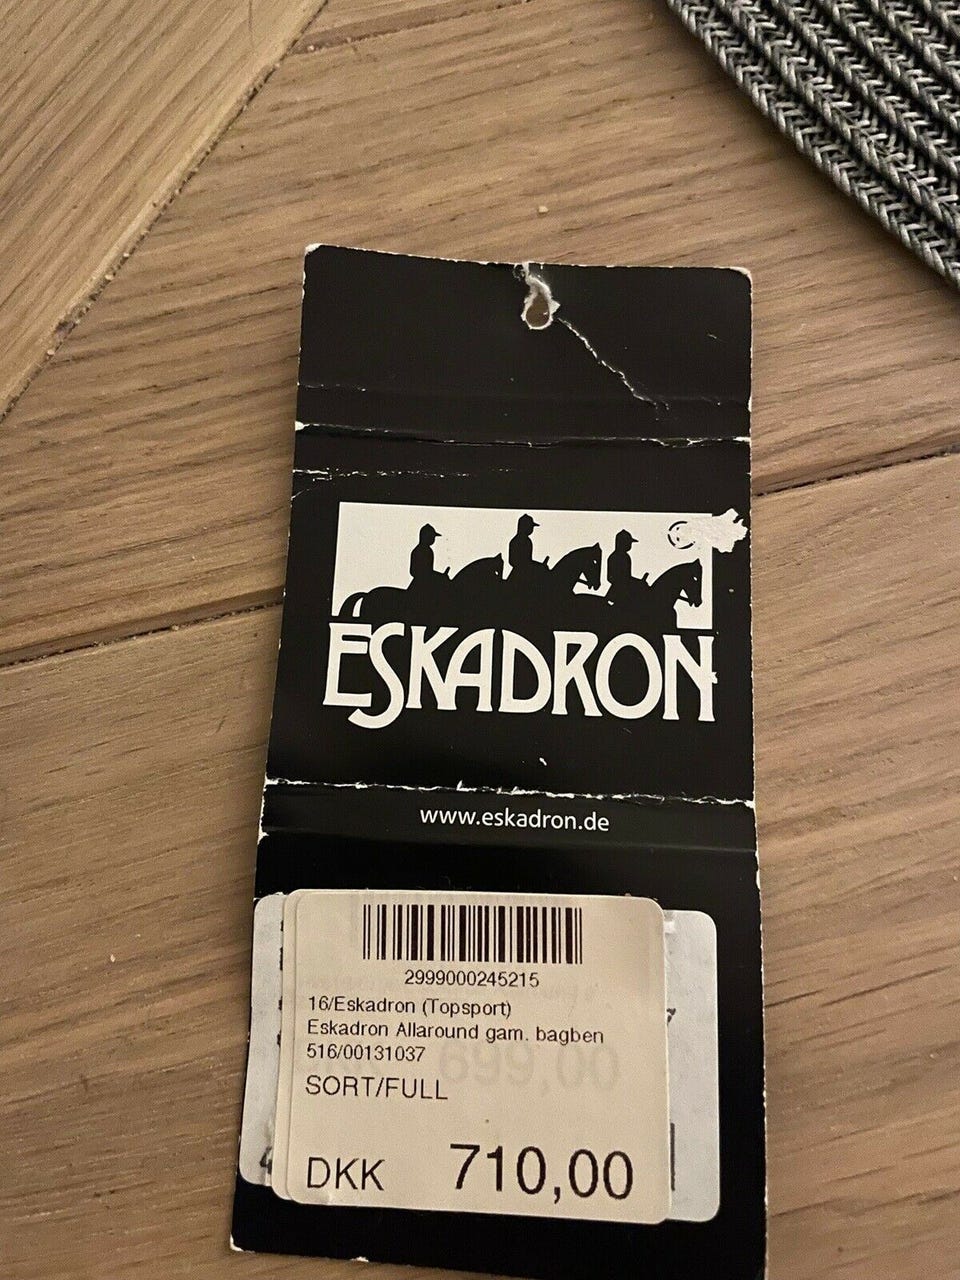 ESKADRON
www.eskadron.de
2999000245215
16/Eskadron (Topsport)
Eskadron Allaround gam. bagben
516/00131037
699,00
SORT/FULL
DKK 710,00